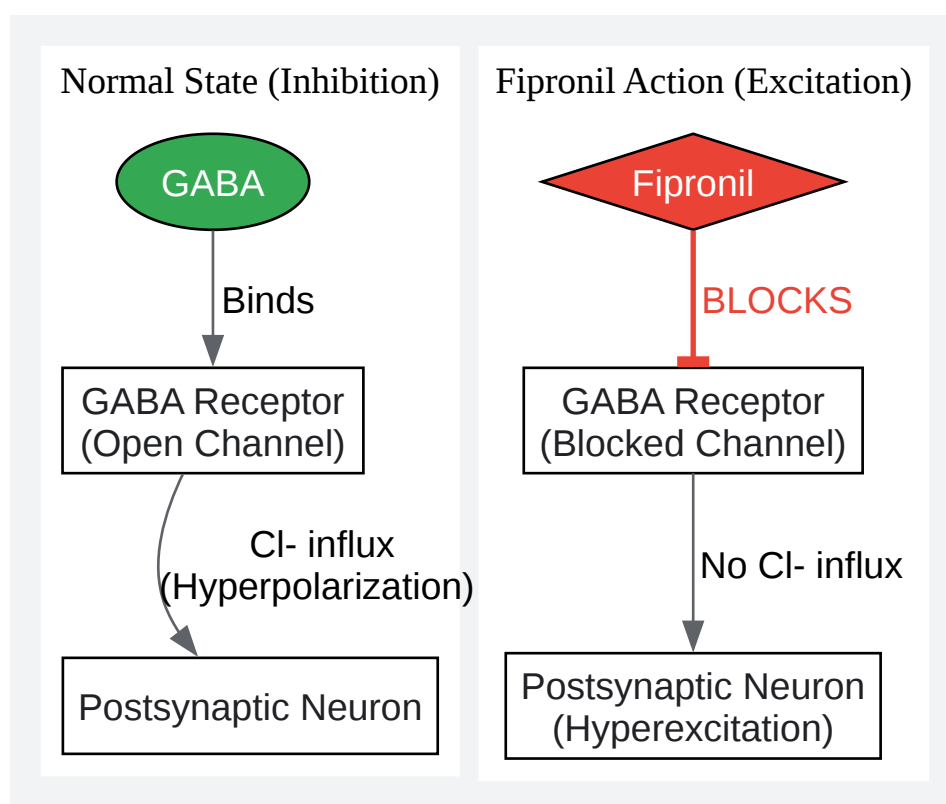 Normal State (Inhibition)
GABA
Binds
GABA Receptor
(Open Channel)
Cl- influx
(Hyperpolarization)
Postsynaptic Neuron
Fipronil Action (Excitation)
Fipronil
BLOCKS
GABA Receptor
(Blocked Channel)
No Cl- influx
Postsynaptic Neuron
(Hyperexcitation)